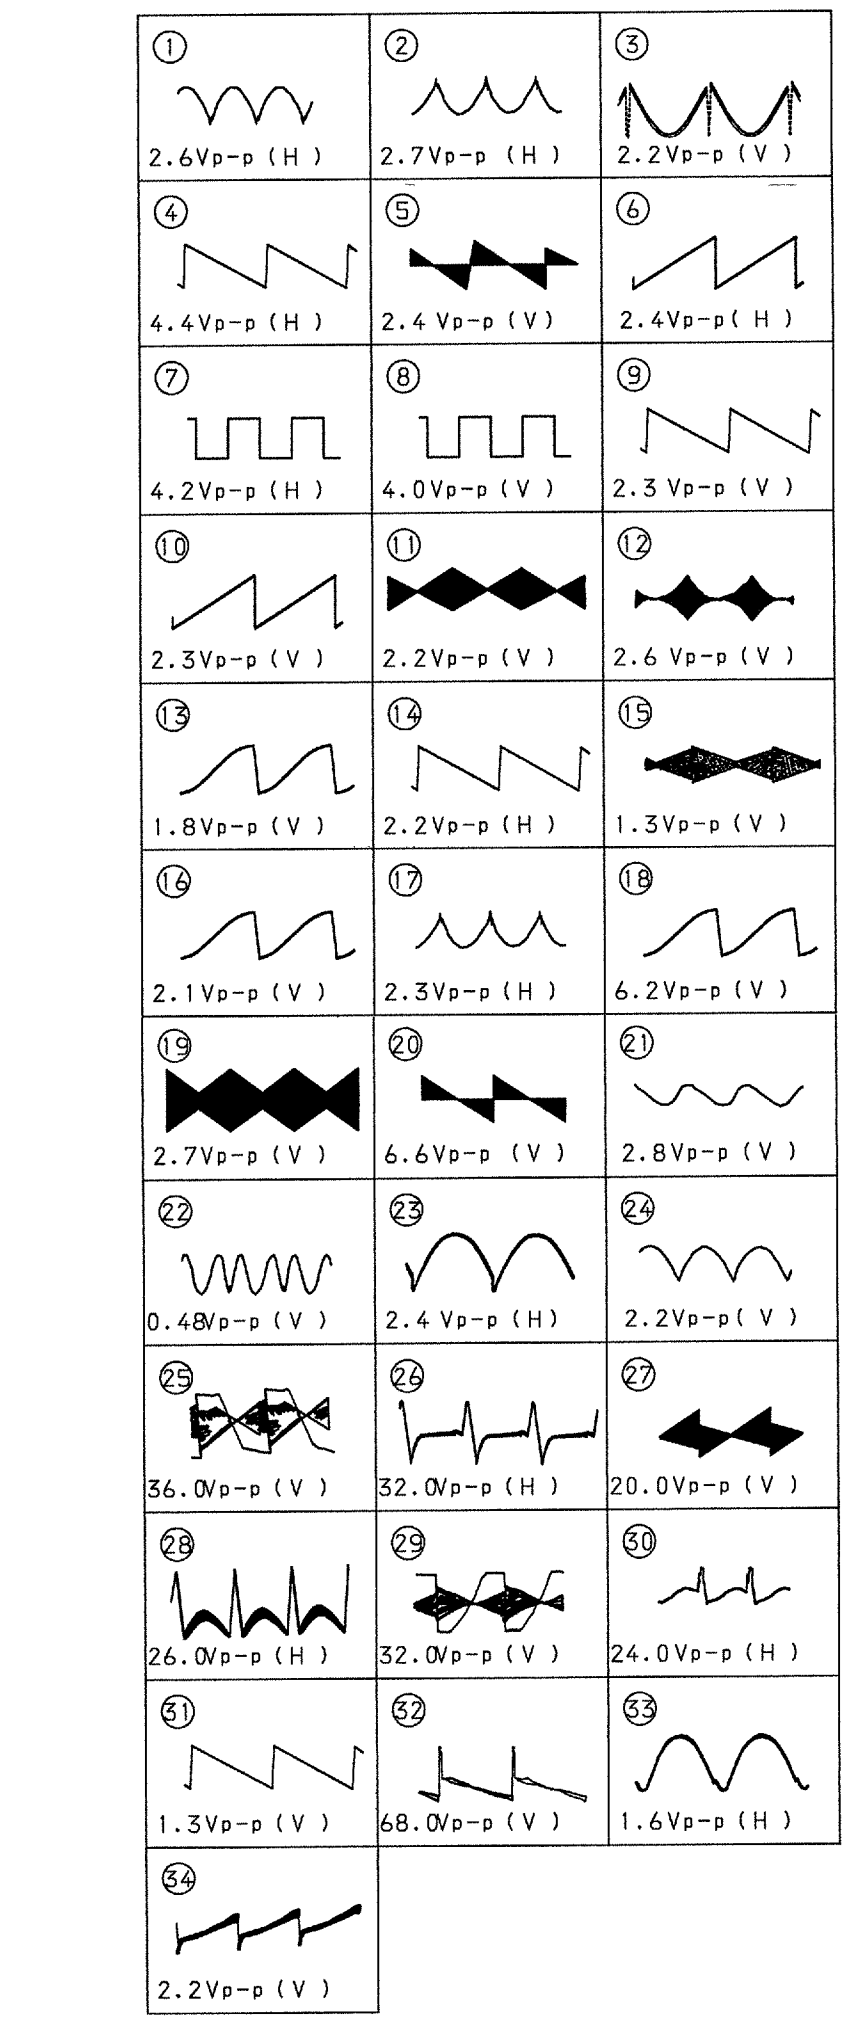 ① ② ③
2.6Vp-p (H) 2.7Vp-p (H) 2.2Vp-p (V)
④ ⑤ ⑥
4.4Vp-p (H) 2.4 Vp-p (V) 2.4Vp-p( H )
⑦ ⑧ ⑨
4.2Vp-p (H) 4.0Vp-p (V) 2.3 Vp-p (V)
⑩ ⑪ ⑫
2.3Vp-p (V) 2.2Vp-p (V) 2.6 Vp-p (V)
⑬ ⑭ ⑮
1.8Vp-p (V) 2.2Vp-p (H) 1.3Vp-p (V)
⑯ ⑰ ⑱
2.1Vp-p (V) 2.3Vp-p (H) 6.2Vp-p (V)
⑲ ⑳ ㉑
2.7Vp-p (V) 6.6Vp-p (V) 2.8Vp-p (V)
㉒ ㉓ ㉔
0.48Vp-p (V) 2.4 Vp-p (H) 2.2Vp-p( V )
㉕ ㉖ ㉗
36.0Vp-p (V) 32.0Vp-p (H) 20.0Vp-p (V)
㉘ ㉙ ㉚
26.0Vp-p (H) 32.0Vp-p (V) 24.0Vp-p (H)
㉛ ㉜ ㉝
1.3Vp-p (V) 68.0Vp-p (V) 1.6Vp-p (H)
㉞
2.2Vp-p (V)